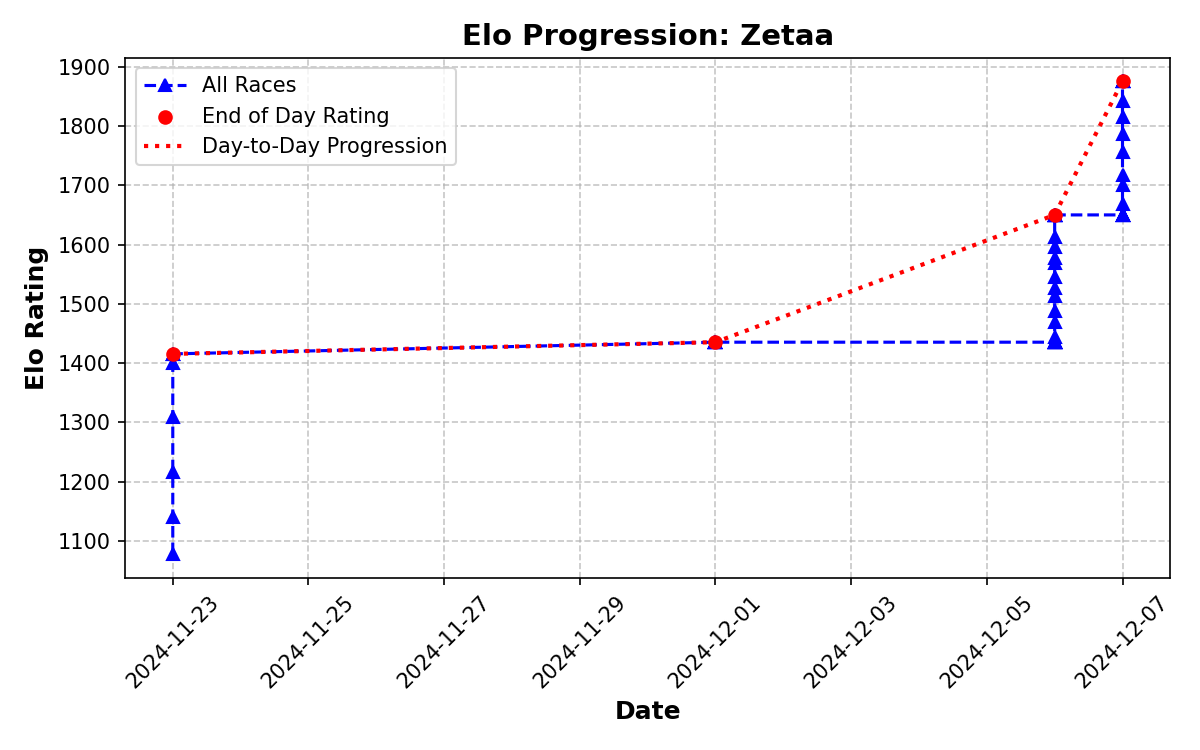 Elo Progression: Zetaa
All Races
End of Day Rating
Day-to-Day Progression
Elo Rating
1900
1800
1700
1600
1500
1400
1300
1200
1100
2024-11-23
2024-11-25
2024-11-27
2024-11-29
2024-12-01
2024-12-03
2024-12-05
2024-12-07
Date